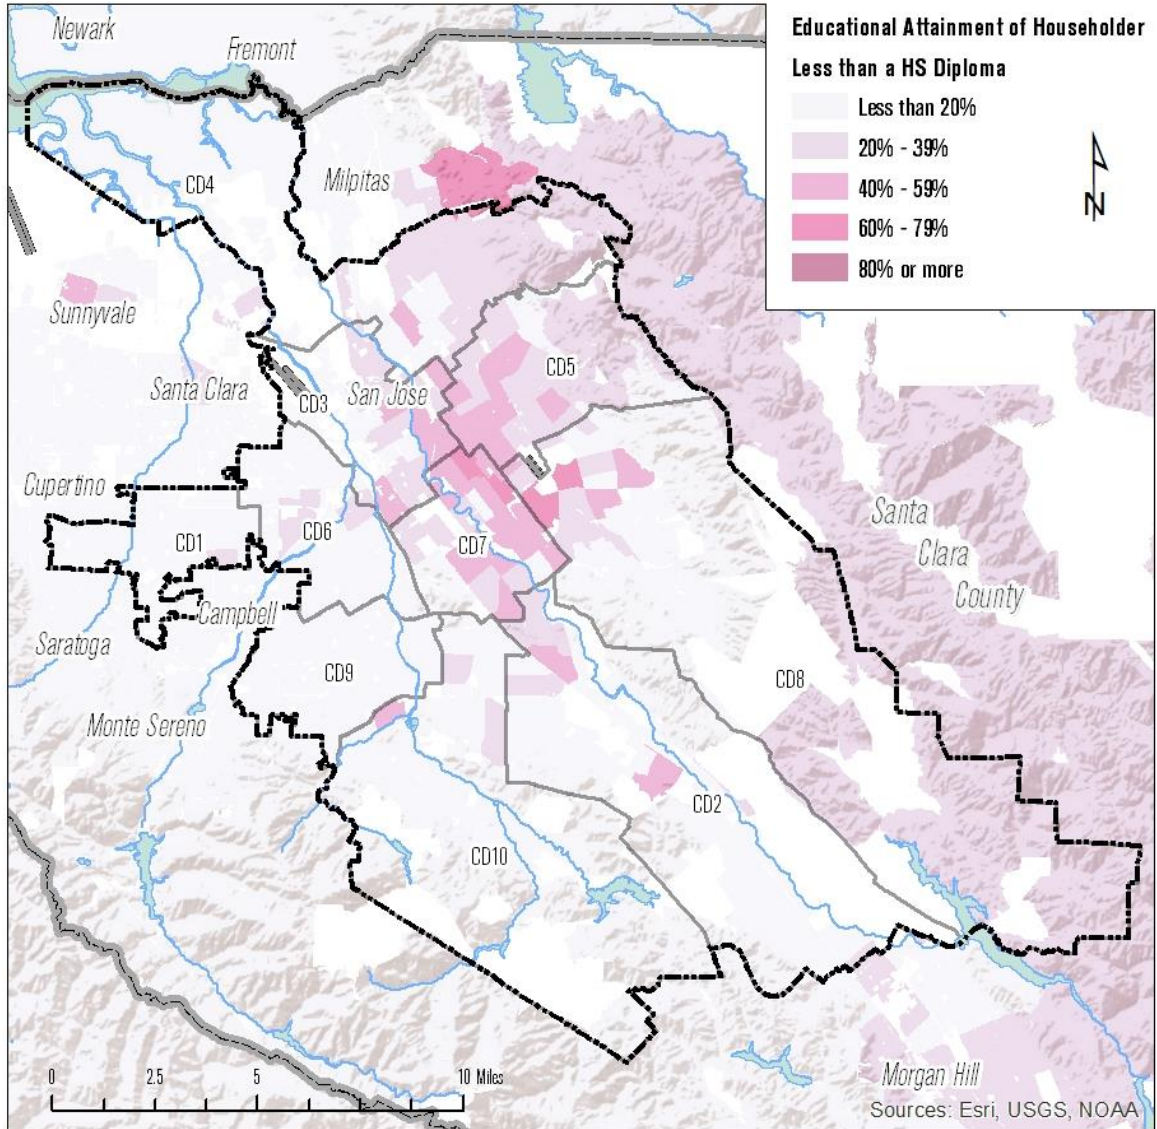 Newark
Fremont
Educational Attainment of Householder
Less than a HS Diploma
Less than 20%
20% - 39%
40% - 59%
60% - 79%
80% or more
N
CD4
Milpitas
Sunnyvale
Santa Clara
CD3
San Jose
CD5
Cupertino
CD1
CD6
CD7
Santa
Clara
County
Campbell
Saratoga
CD9
CD8
Monte Sereno
CD2
CD10
0 2.5 5 10 Miles
Morgan Hill
Sources: Esri, USGS, NOAA